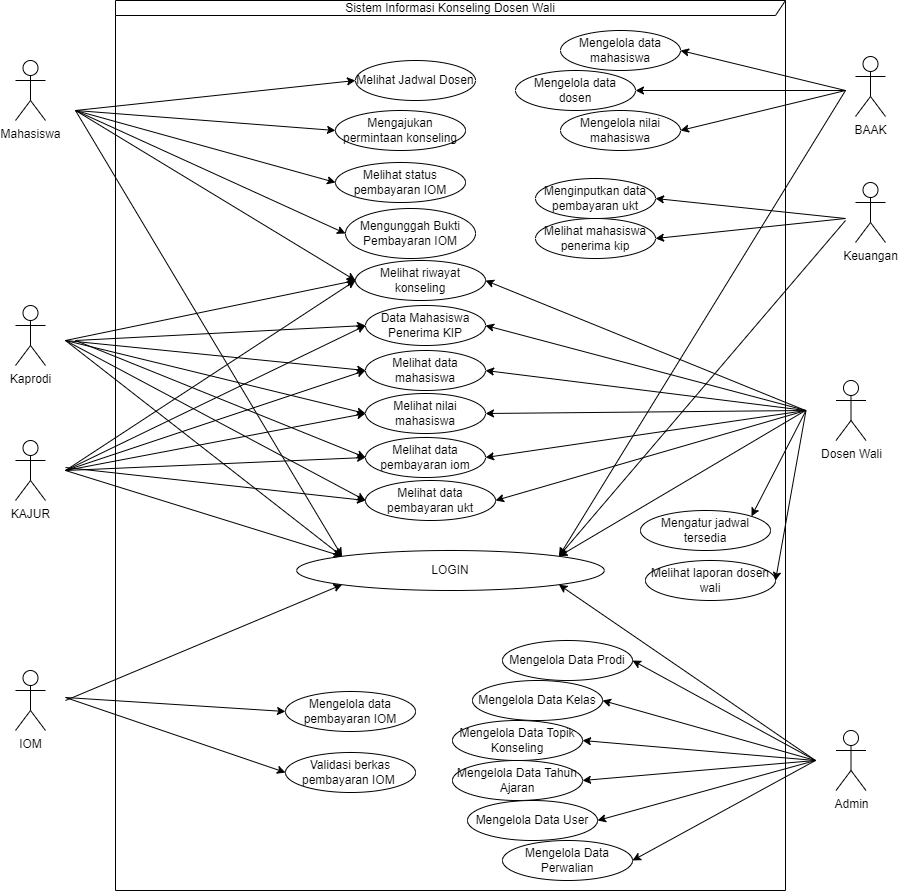 Sistem Informasi Konseling Dosen Wali
Mahasiswa
Melihat Jadwal Dosen
Mengajukan
permintaan konseling
Melihat status
pembayaran IOM
Mengunggah Bukti
Pembayaran IOM
Melihat riwayat
konseling
Data Mahasiswa
Penerima KIP
Melihat data
mahasiswa
Melihat nilai
mahasiswa
Melihat data
pembayaran iom
Melihat data
pembayaran ukt
Kaprodi
KAJUR
Mengelola data
mahasiswa
Mengelola data
dosen
Mengelola nilai
mahasiswa
BAAK
Menginputkan data
pembayaran ukt
Melihat mahasiswa
penerima kip
Keuangan
Dosen Wali
Mengatur jadwal
tersedia
Melihat laporan dosen
wali
LOGIN
IOM
Mengelola data
pembayaran IOM
Validasi berkas
pembayaran IOM
Mengelola Data Prodi
Mengelola Data Kelas
Mengelola Data Topik
Konseling
Mengelola Data Tahun
Ajaran
Mengelola Data User
Mengelola Data
Perwalian
Admin